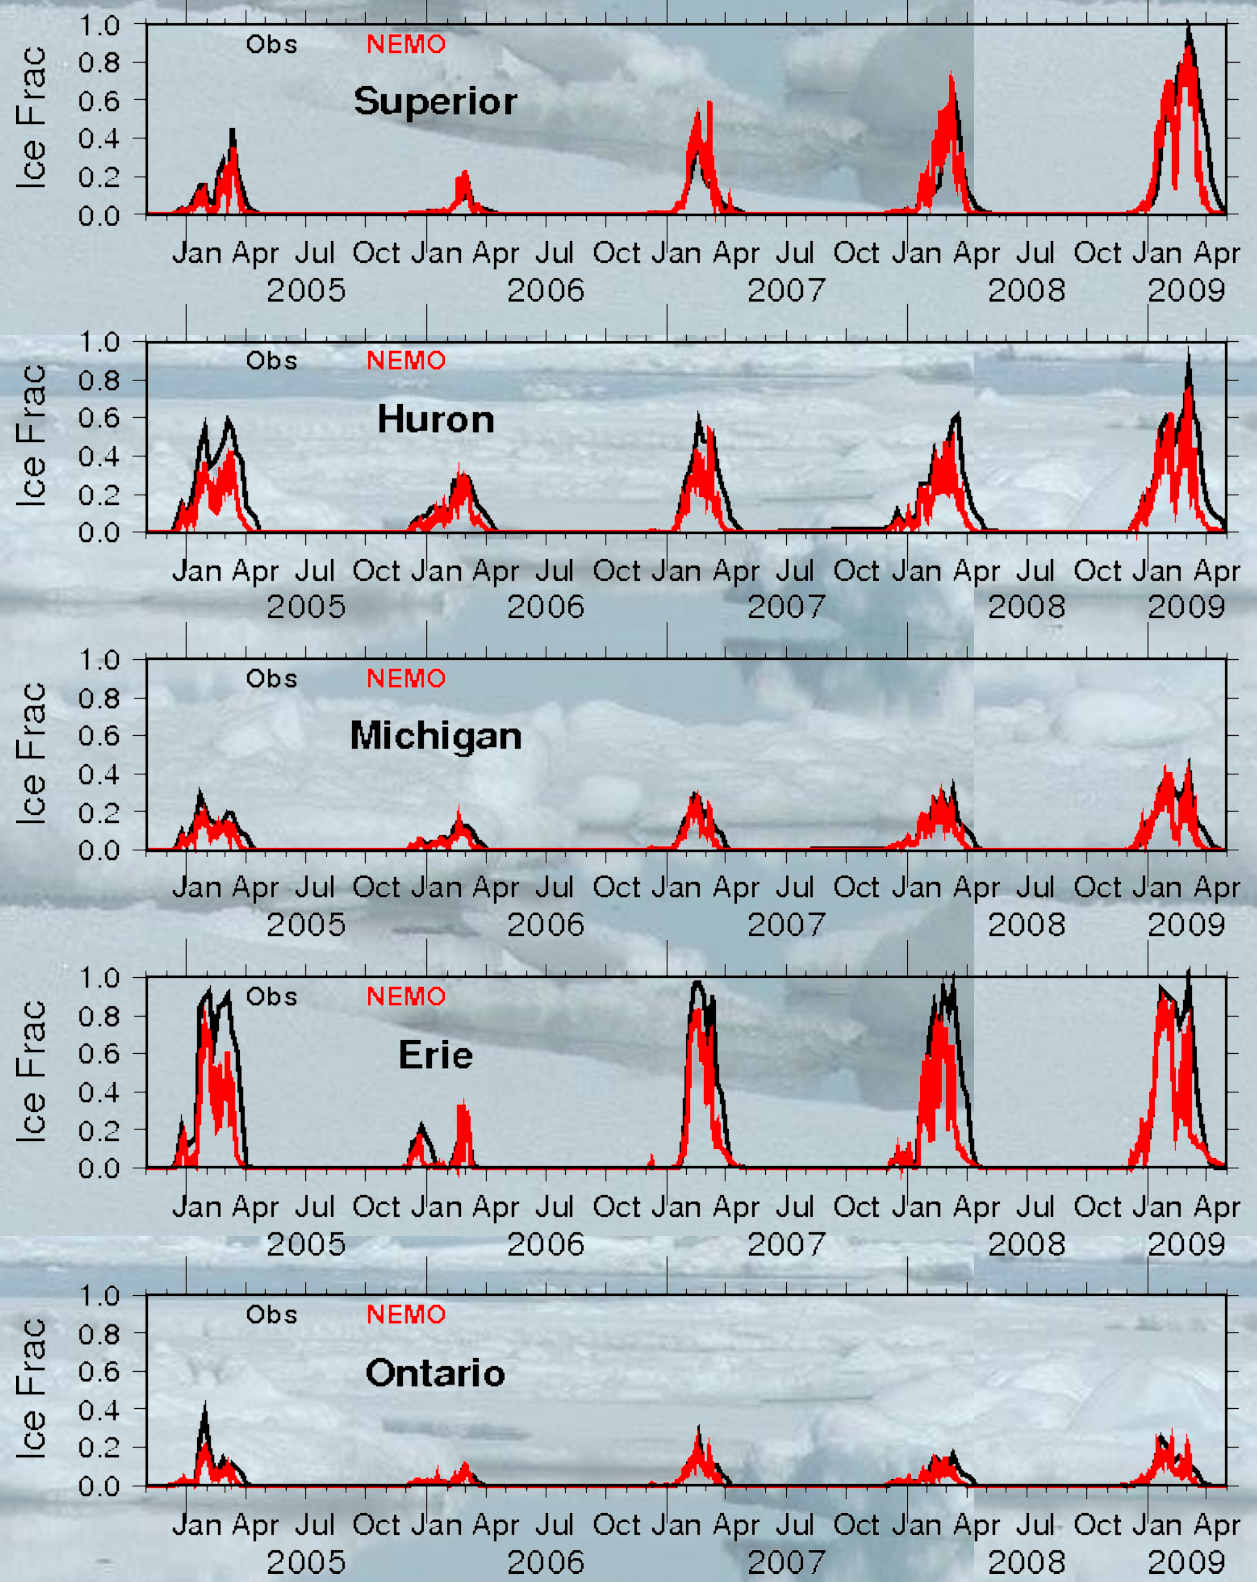 1.0
Obs NEMO
0.8
Superior
0.6
0.4
0.2
0.0
Ice Frac
Jan Apr Jul Oct Jan Apr Jul Oct Jan Apr Jul Oct Jan Apr Jul Oct Jan Apr
2005 2006 2007 2008 2009
1.0
Obs NEMO
0.8
Huron
0.6
0.4
0.2
0.0
Ice Frac
Jan Apr Jul Oct Jan Apr Jul Oct Jan Apr Jul Oct Jan Apr Jul Oct Jan Apr
2005 2006 2007 2008 2009
1.0
Obs NEMO
0.8
Michigan
0.6
0.4
0.2
0.0
Ice Frac
Jan Apr Jul Oct Jan Apr Jul Oct Jan Apr Jul Oct Jan Apr Jul Oct Jan Apr
2005 2006 2007 2008 2009
1.0
Obs NEMO
0.8
Erie
0.6
0.4
0.2
0.0
Ice Frac
Jan Apr Jul Oct Jan Apr Jul Oct Jan Apr Jul Oct Jan Apr Jul Oct Jan Apr
2005 2006 2007 2008 2009
1.0
Obs NEMO
0.8
Ontario
0.6
0.4
0.2
0.0
Ice Frac
Jan Apr Jul Oct Jan Apr Jul Oct Jan Apr Jul Oct Jan Apr Jul Oct Jan Apr
2005 2006 2007 2008 2009